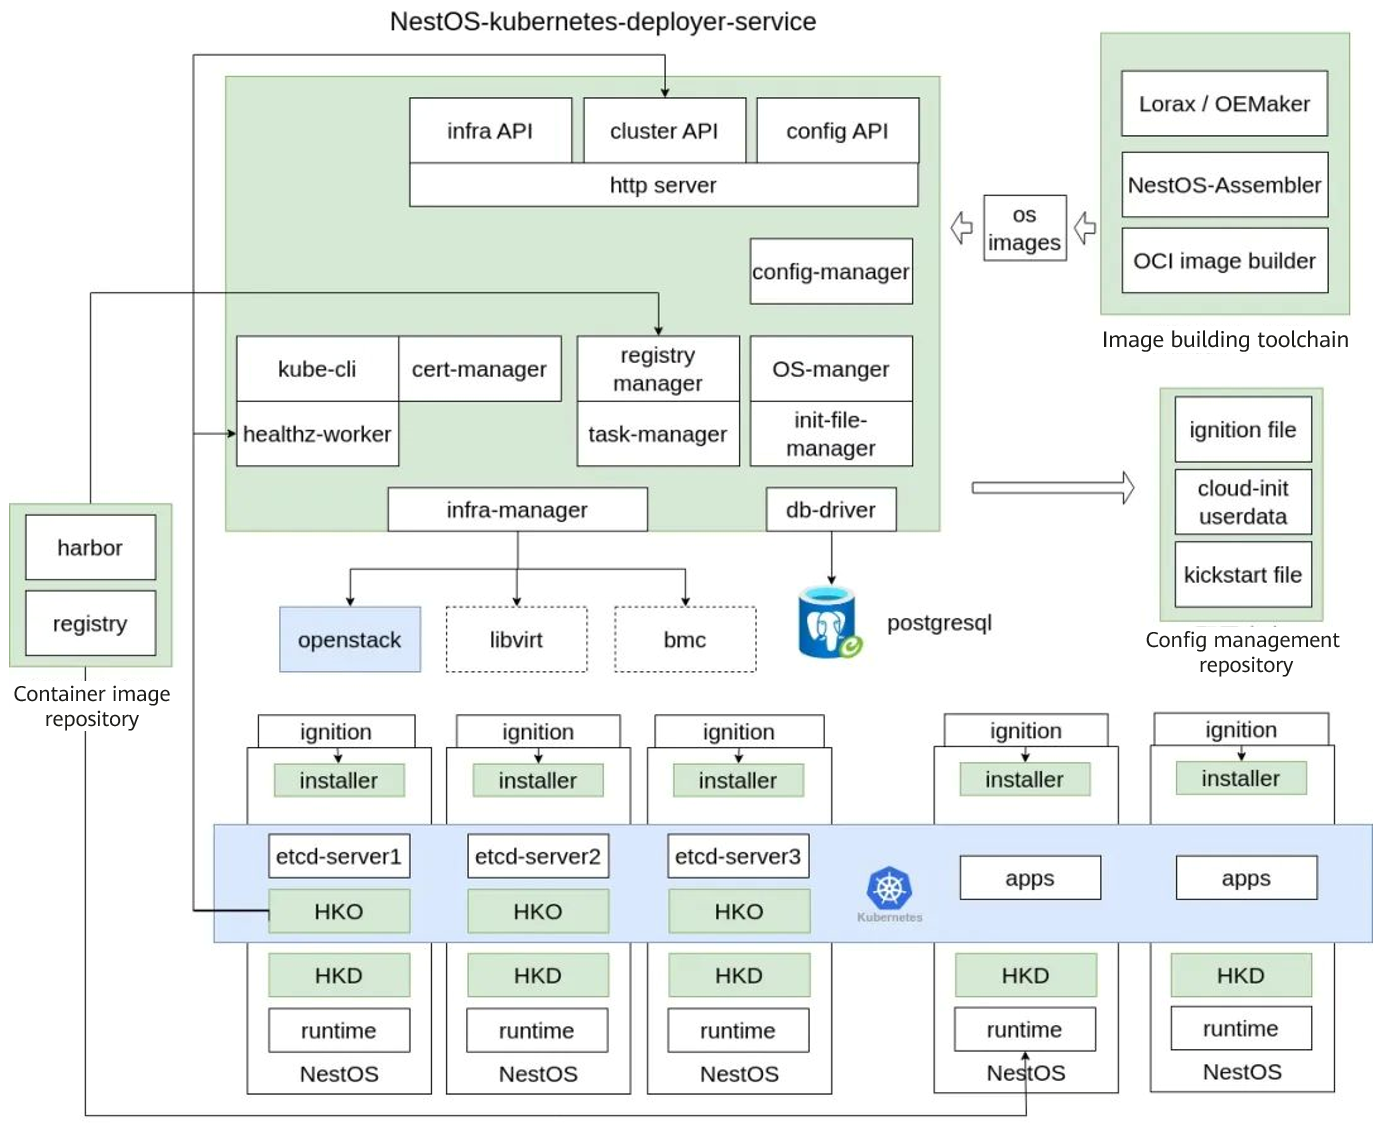 NestOS-kubernetes-deployer-service
infra API
cluster API
config API
http server
config-manager
kube-cli
cert-manager
registry
manager
OS-manger
healthz-worker
task-manager
init-file-
manager
infra-manager
db-driver
os
images
Lorax / OEMaker
NestOS-Assembler
OCI image builder
Image building toolchain
ignition file
cloud-init
userdata
kickstart file
Config management
repository
harbor
registry
Container image
repository
openstack
libvirt
bmc
postgresql
ignition
ignition
ignition
ignition
ignition
installer
installer
installer
installer
installer
etcd-server1
etcd-server2
etcd-server3
apps
apps
HKO
HKO
HKO
Kubernetes
HKD
HKD
HKD
HKD
HKD
runtime
runtime
runtime
runtime
runtime
NestOS
NestOS
NestOS
NestOS
NestOS